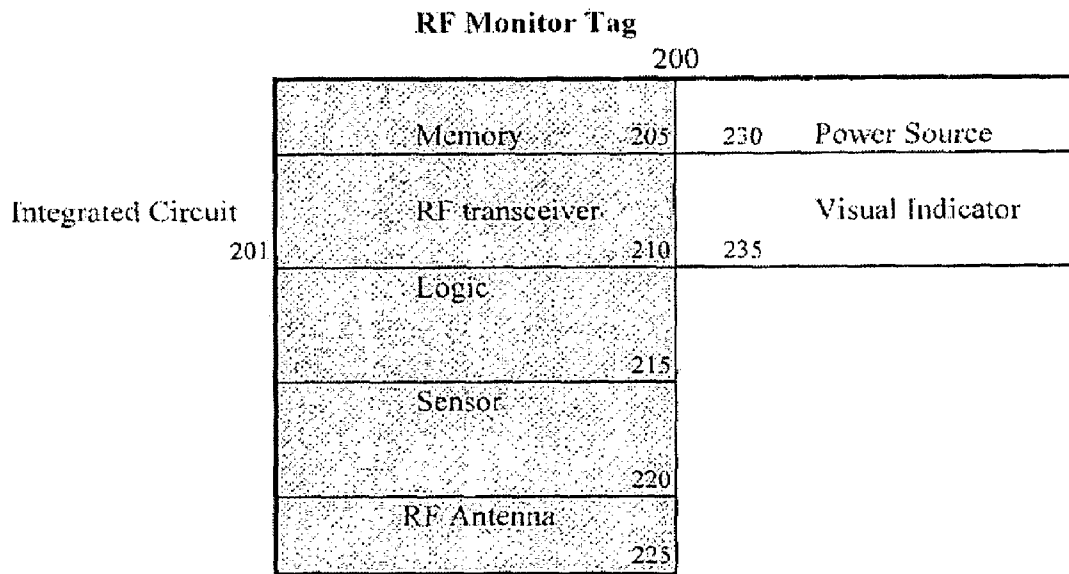 RF Monitor Tag
200
Memory 205 230 Power Source
Integrated Circuit RF transceiver Visual Indicator
201 210 235
Logic
215
Sensor
220
RF Antenna
225